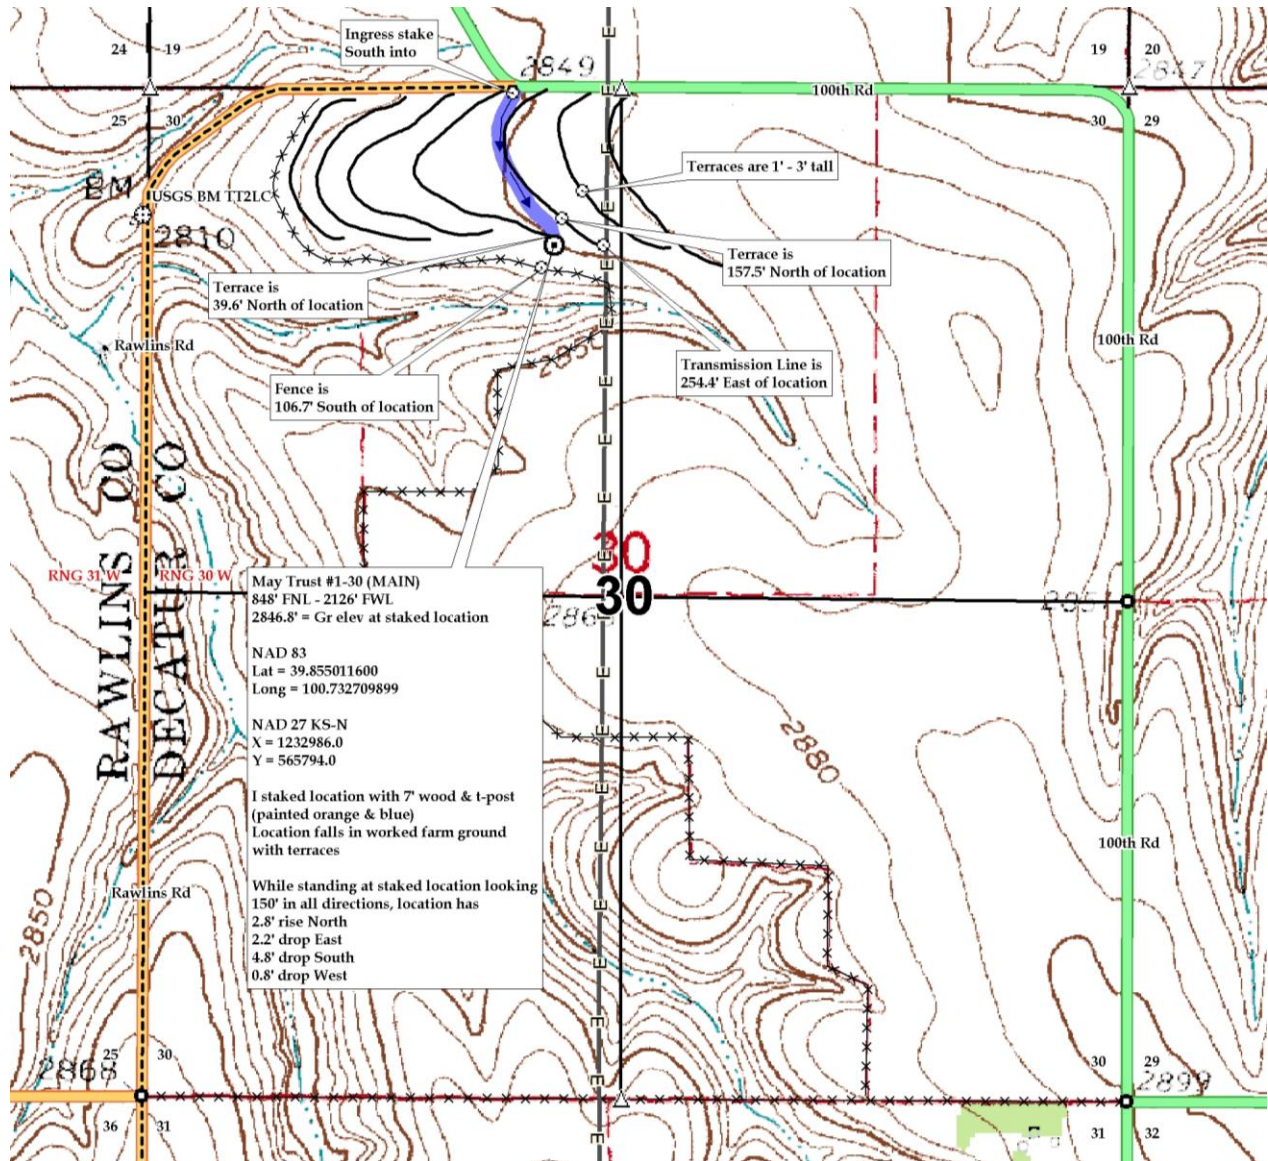 Ingress stake
South into
24 19
19 20
2849
2847
100th Rd
25 30
30 29
BM
USGS BM TT2LC
2810
Terraces are 1' - 3' tall
Terrace is
157.5' North of location
Terrace is
39.6' North of location
Rawlins Rd
100th Rd
Transmission Line is
254.4' East of location
Fence is
106.7' South of location
RAWLINS CO
DECATUR CO
RNG 31 W
RNG 30 W
30
30
May Trust #1-30 (MAIN)
848' FNL - 2126' FWL
2846.8' = Gr elev at staked location
NAD 83
Lat = 39.855011600
Long = 100.732709899
NAD 27 KS-N
X = 1232986.0
Y = 565794.0
I staked location with 7' wood & t-post
(painted orange & blue)
Location falls in worked farm ground
with terraces
While standing at staked location looking
150' in all directions, location has
2.8' rise North
2.2' drop East
4.8' drop South
0.8' drop West
2880
100th Rd
Rawlins Rd
2850
25 30
30 29
2868
2899
36 31
31 32